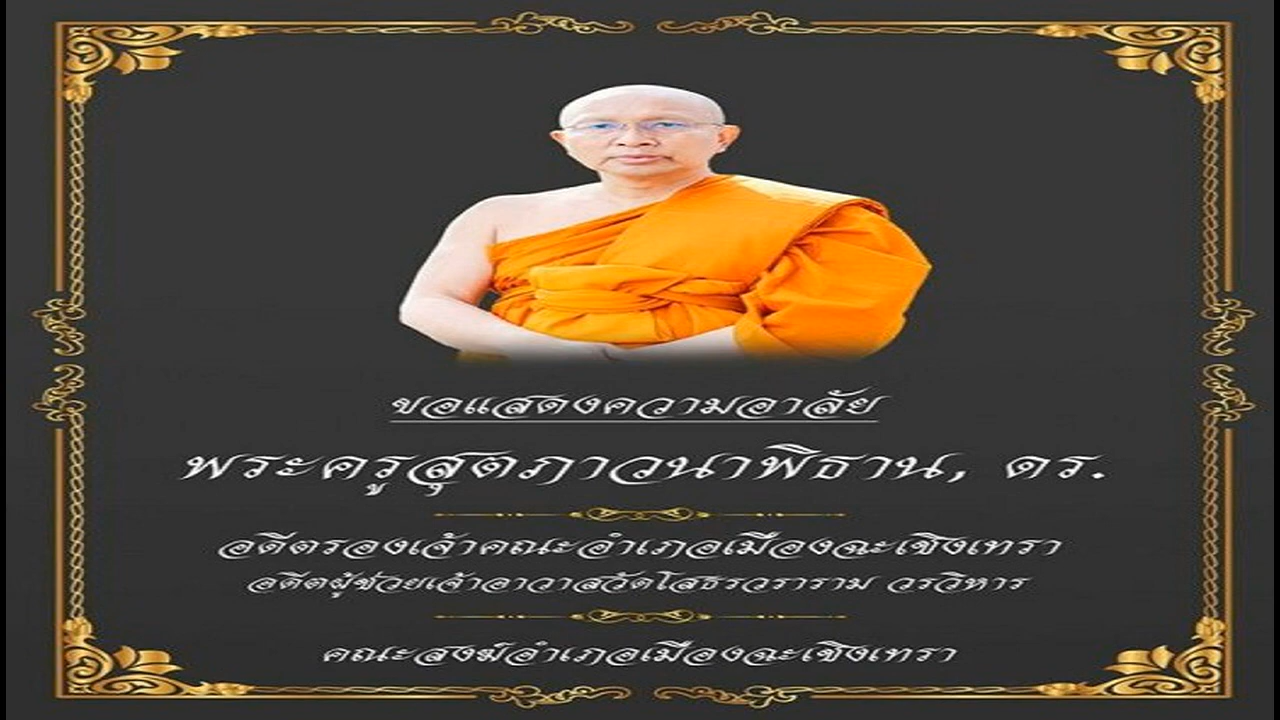 ขอแสดงความอาลัย
พระครูสุตภาวนาพิธาน, ดร.
อดีตรองเจ้าคณะอำเภอเมืองฉะเชิงเทรา
อดีตผู้ช่วยเจ้าอาวาสวัดโสธรวราราม วรวิหาร
คณะสงฆ์อำเภอเมืองฉะเชิงเทรา